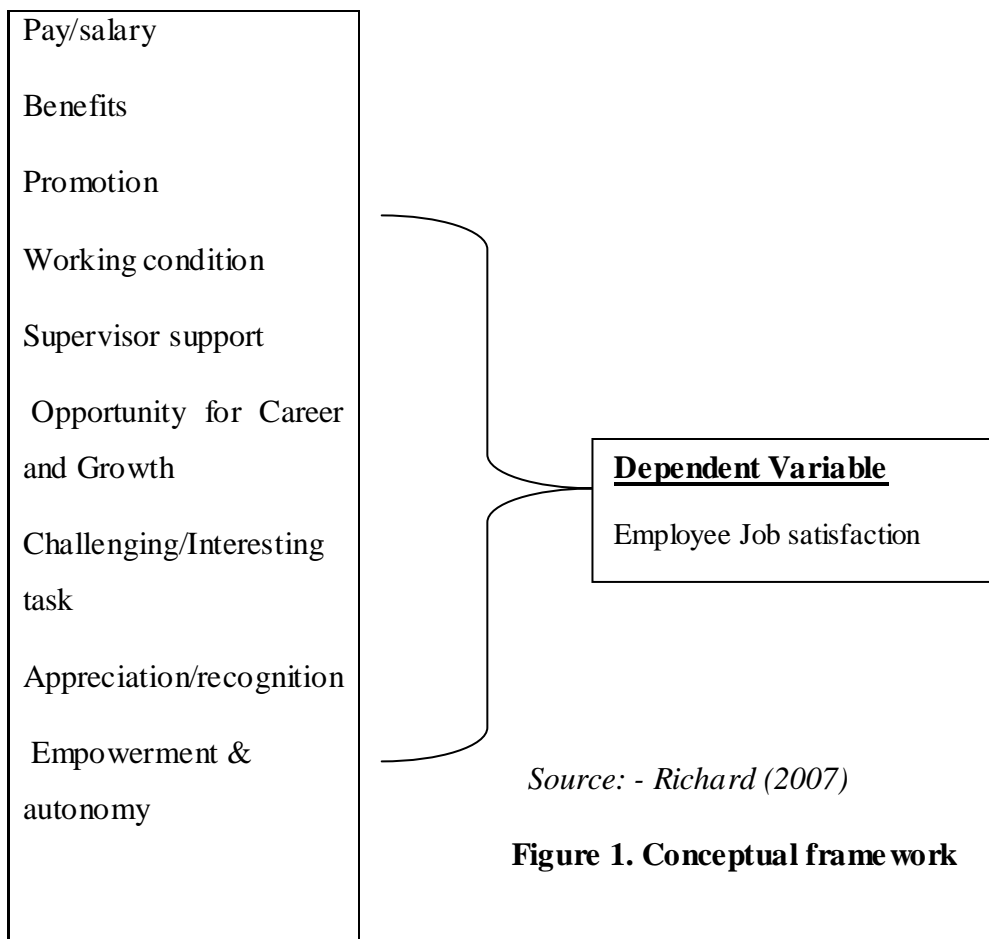 Pay/salary
Benefits
Promotion
Working condition
Supervisor support
Opportunity for Career
and Growth
Challenging/Interesting
task
Appreciation/recognition
Empowerment &
autonomy
Dependent Variable
Employee Job satisfaction
Source: - Richard (2007)
Figure 1. Conceptual framework